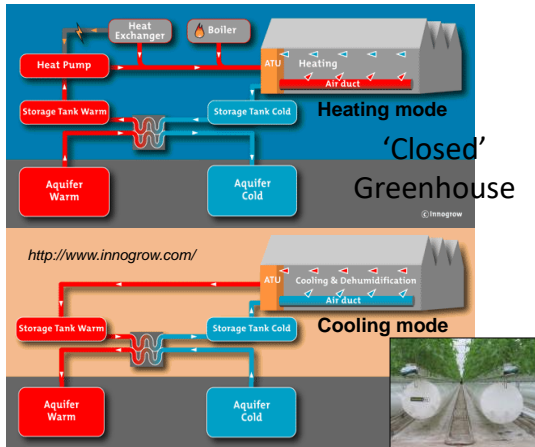 Heat
Exchanger
Boiler
Heat Pump
ATU
Heating
Air duct
Storage Tank Warm
Storage Tank Cold
Heating mode
'Closed'
Greenhouse
Aquifer
Warm
Aquifer
Cold
© Innogrow
http://www.innogrow.com/
ATU
Cooling & Dehumidification
Air duct
Storage Tank Warm
Storage Tank Cold
Cooling mode
Aquifer
Warm
Aquifer
Cold